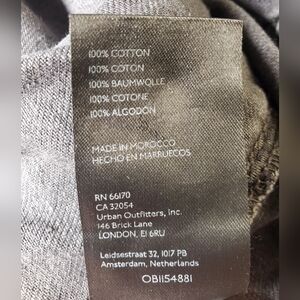 100% COTTON
100% COTON
100% BAUMWOLLE
100% COTONE
100% ALGODON
MADE IN MOROCCO
HECHO EN MARRUECOS
RN 66170
CA 32054
Urban Outfitters, Inc.
146 Brick Lane
LONDON, E1 6RU
Leidsestraat 32, 1017 PB
Amsterdam, Netherlands
OB1154881